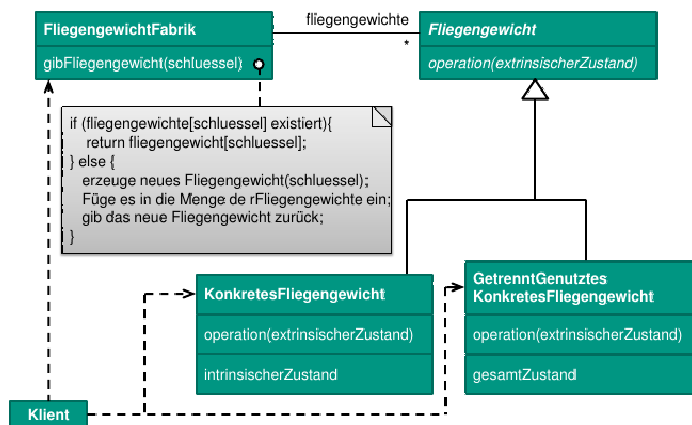 FliegengewichtFabrik
gibFliegengewicht(schluessel)
fliegengewichte
*
Fliegengewicht
operation(extrinsischerZustand)
if (fliegengewichte[schluessel] existiert){
return fliegengewicht[schluessel];
} else {
erzeuge neues Fliegengewicht(schluessel);
Füge es in die Menge de rFliegengewichte ein;
gib das neue Fliegengewicht zurück;
}
KonkretesFliegengewicht
operation(extrinsischerZustand)
intrinsischerZustand
GetrenntGenutztes
KonkretesFliegengewicht
operation(extrinsischerZustand)
gesamtZustand
Klient